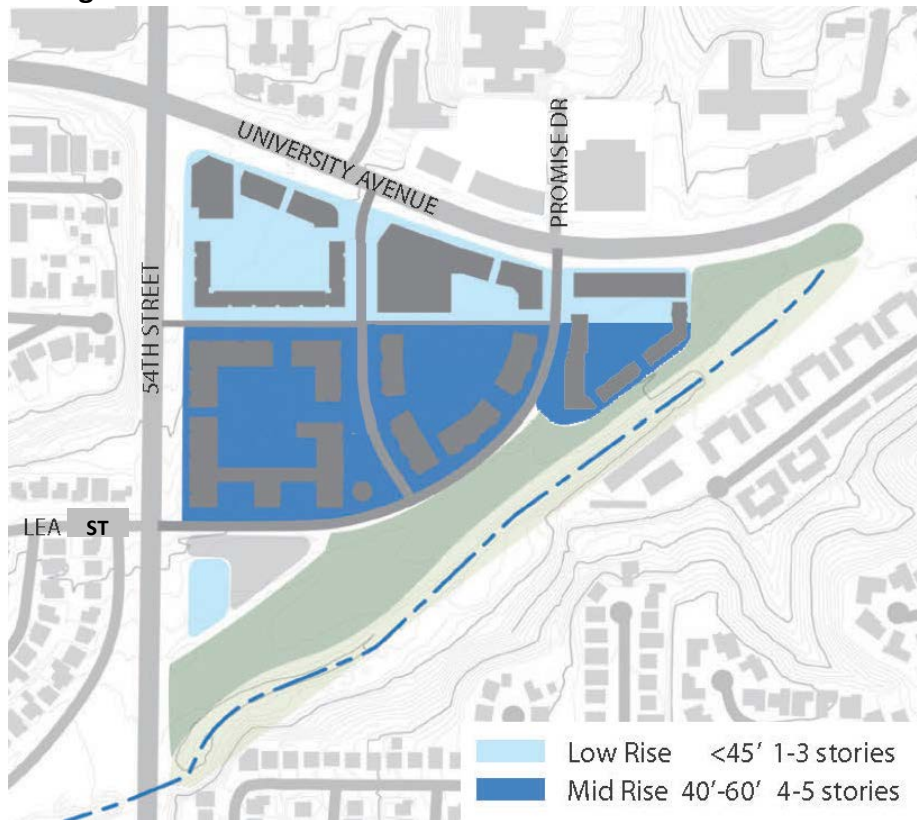 UNIVERSITY AVENUE
PROMISE DR
54TH STREET
LEA ST
Low Rise <45' 1-3 stories
Mid Rise 40'-60' 4-5 stories